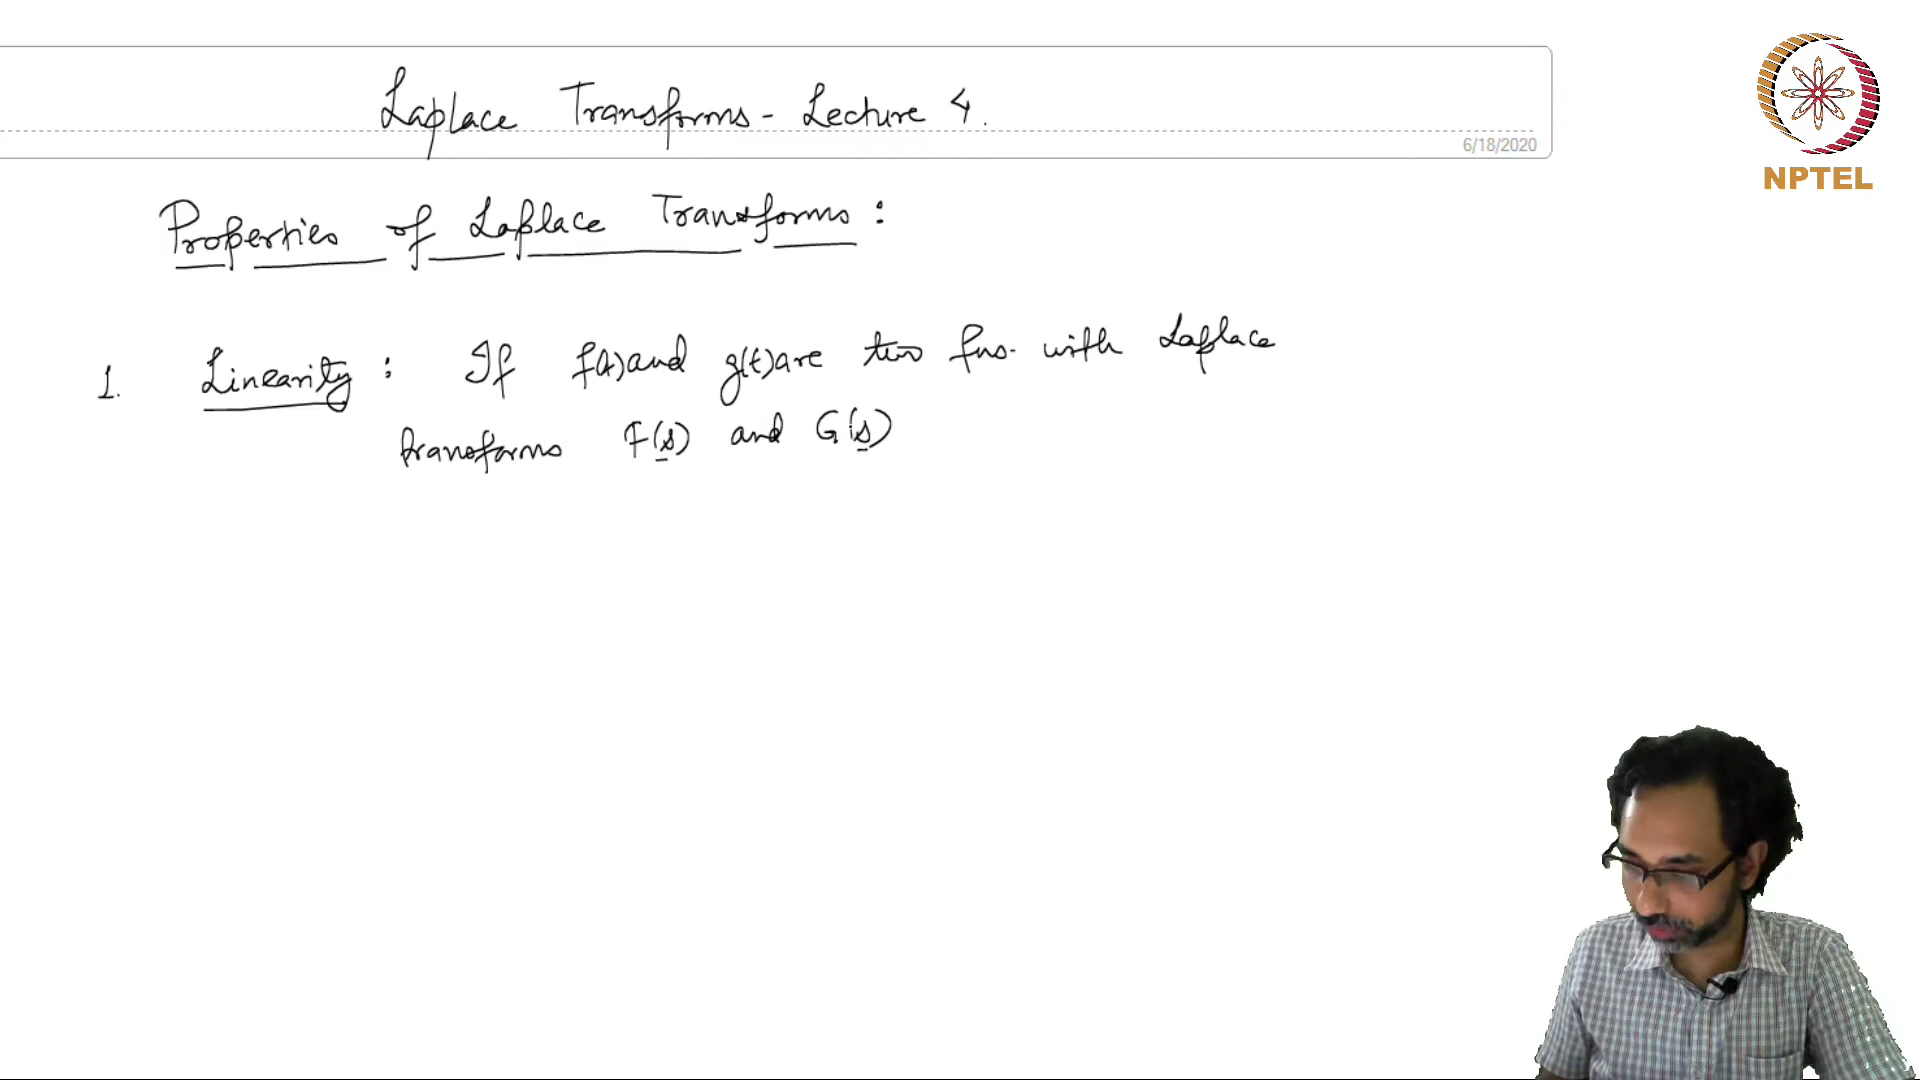 Laplace Transforms - Lecture 4.
6/18/2020
NPTEL
Properties of Laplace Transforms :
1. Linearity : If f(t) and g(t) are two fns. with Laplace
transforms F(s) and G(s)